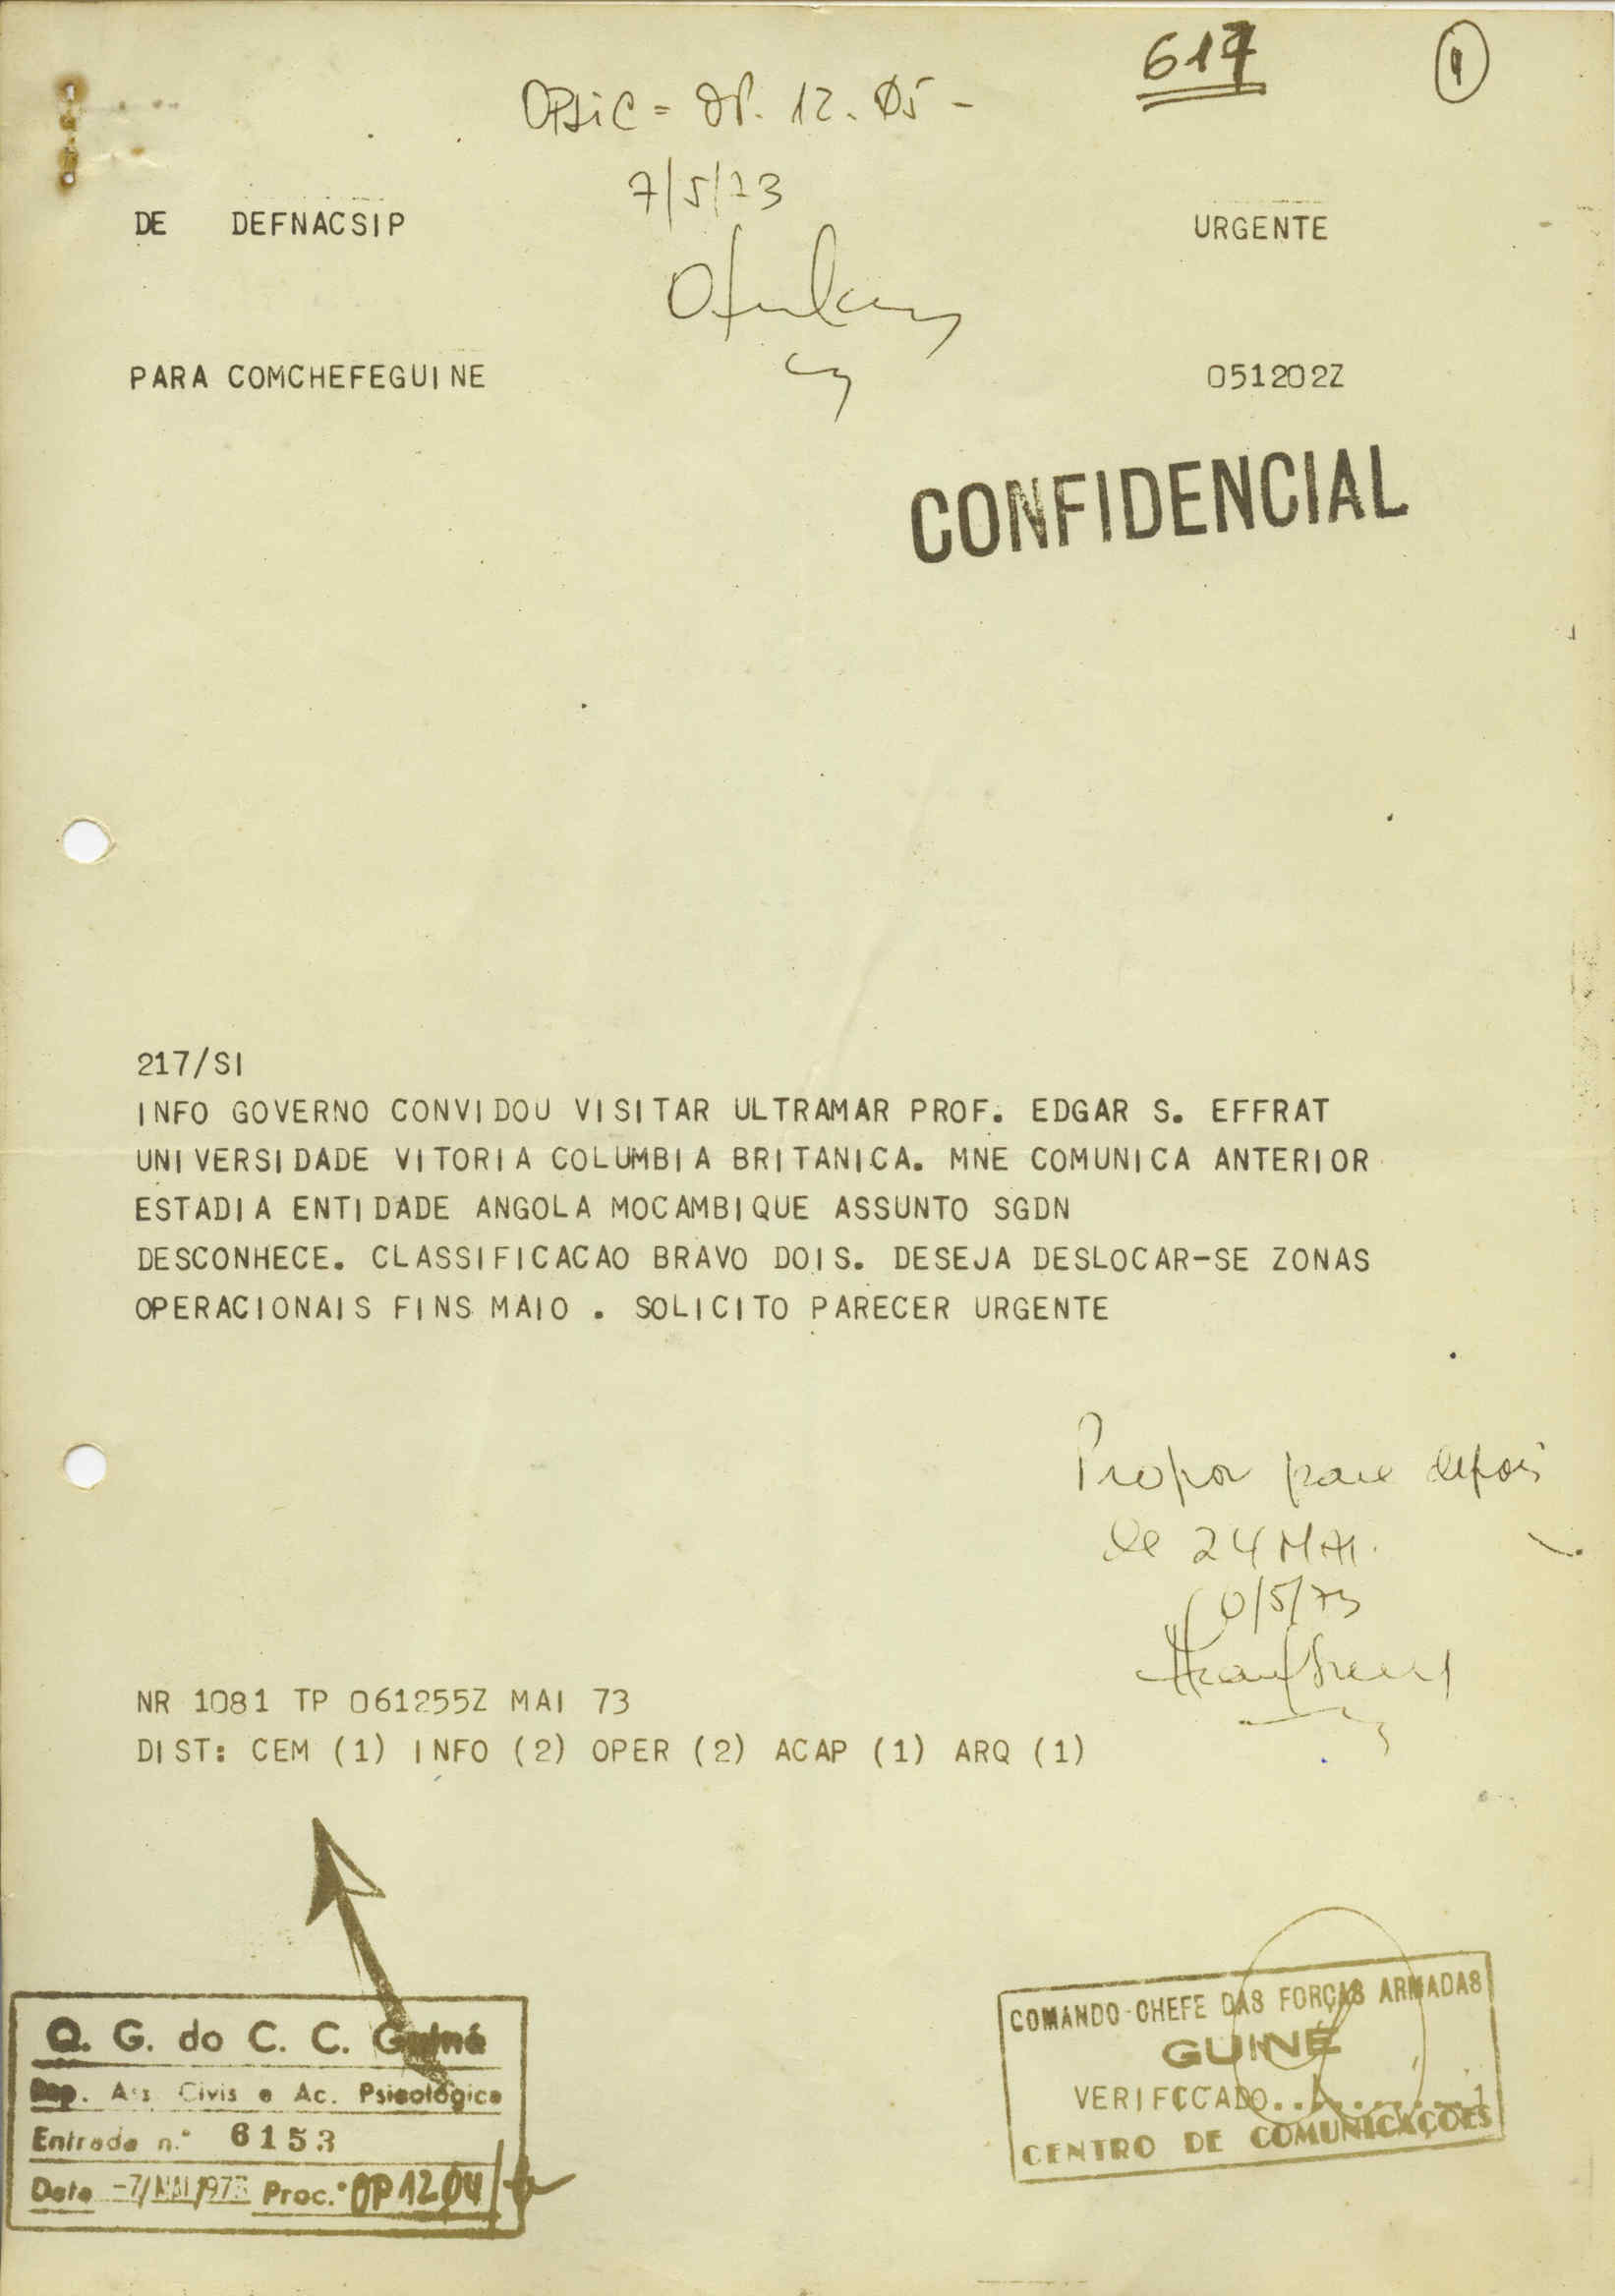 617
1
OPSIC = OP. 12. Ø5 -
7/5/73
DE DEFNACSIP
URGENTE
PARA COMCHEFEGUINE
051202Z
CONFIDENCIAL
217/SI
INFO GOVERNO CONVIDOU VISITAR ULTRAMAR PROF. EDGAR S. EFFRAT
UNIVERSIDADE VITORIA COLUMBIA BRITANICA. MNE COMUNICA ANTERIOR
ESTADIA ENTIDADE ANGOLA MOCAMBIQUE ASSUNTO SGDN
DESCONHECE. CLASSIFICACAO BRAVO DOIS. DESEJA DESLOCAR-SE ZONAS
OPERACIONAIS FINS MAIO . SOLICITO PARECER URGENTE
Propor para depois
de 24 MAI.
10/5/73
NR 1081 TP 061255Z MAI 73
DIST: CEM (1) INFO (2) OPER (2) ACAP (1) ARQ (1)
Q. G. do C. C. Guiné
Rep. Ass. Civis e Ac. Psicológica
Entrada n.º 6153
Data -7/MAI/973 Proc.º OP 12 04/
COMANDO-CHEFE DAS FORÇAS ARMADAS
GUINÉ
VERIFCCADO
CENTRO DE COMUNICAÇÕES